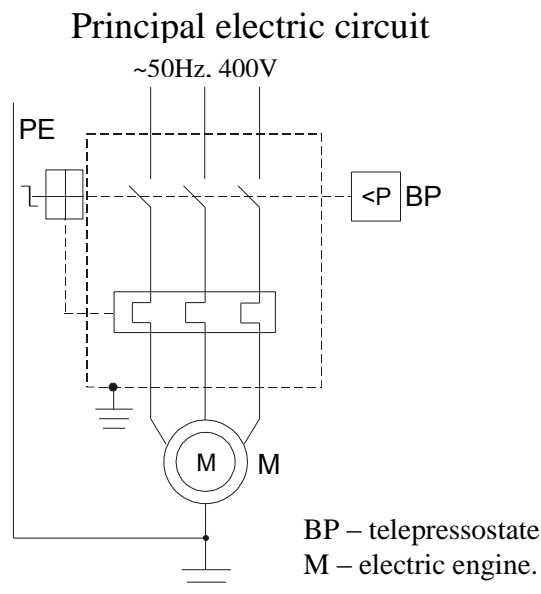 Principal electric circuit
~50Hz, 400V
PE
<P BP
M M
BP – telepressostate
M – electric engine.